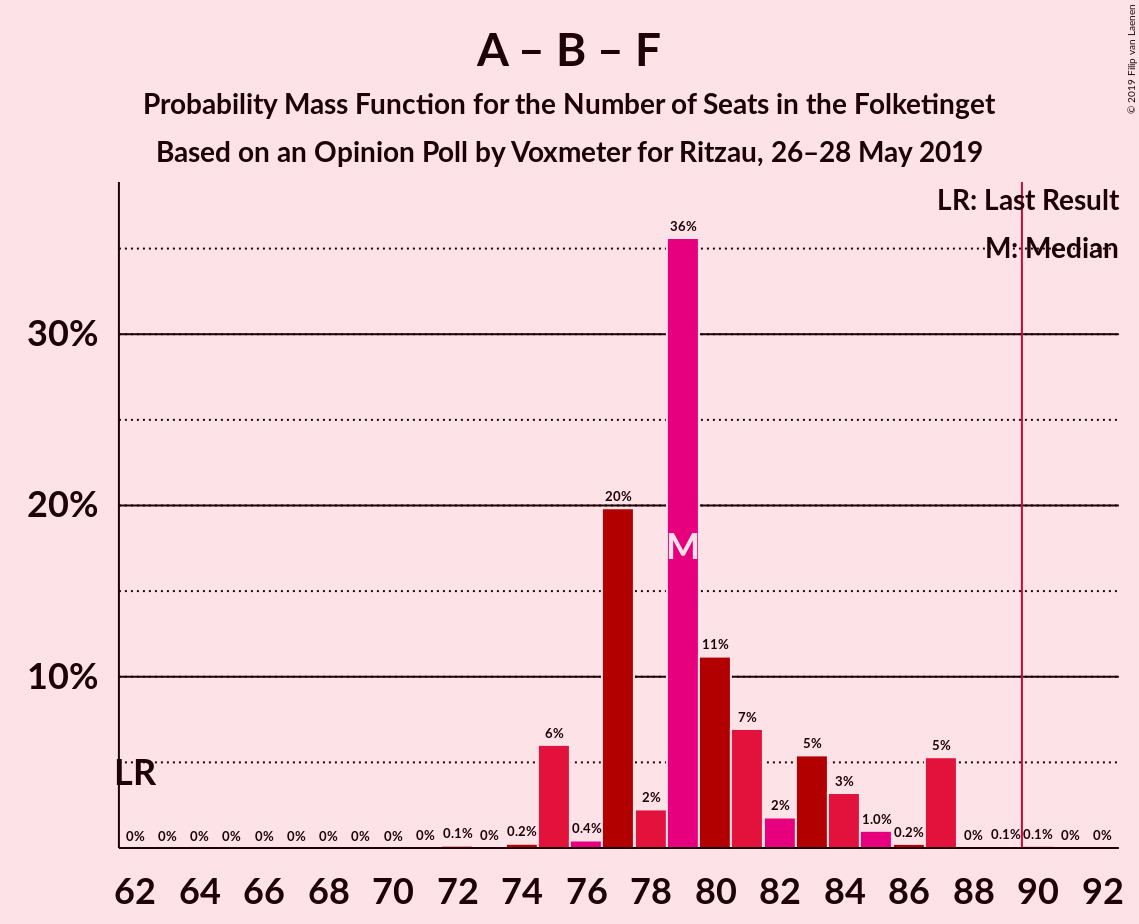 A – B – F
Probability Mass Function for the Number of Seats in the Folketinget
Based on an Opinion Poll by Voxmeter for Ritzau, 26–28 May 2019
© 2019 Filip van Laenen
LR: Last Result
M: Median
36%
30%
20%
20%
M
11%
10%
7%
6%
5%
5%
LR
3%
2%
2%
1.0%
0% 0% 0% 0% 0% 0% 0% 0% 0% 0% 0.1% 0% 0.2% 0.4% 0.2% 0% 0.1% 0.1% 0% 0%
62 64 66 68 70 72 74 76 78 80 82 84 86 88 90 92